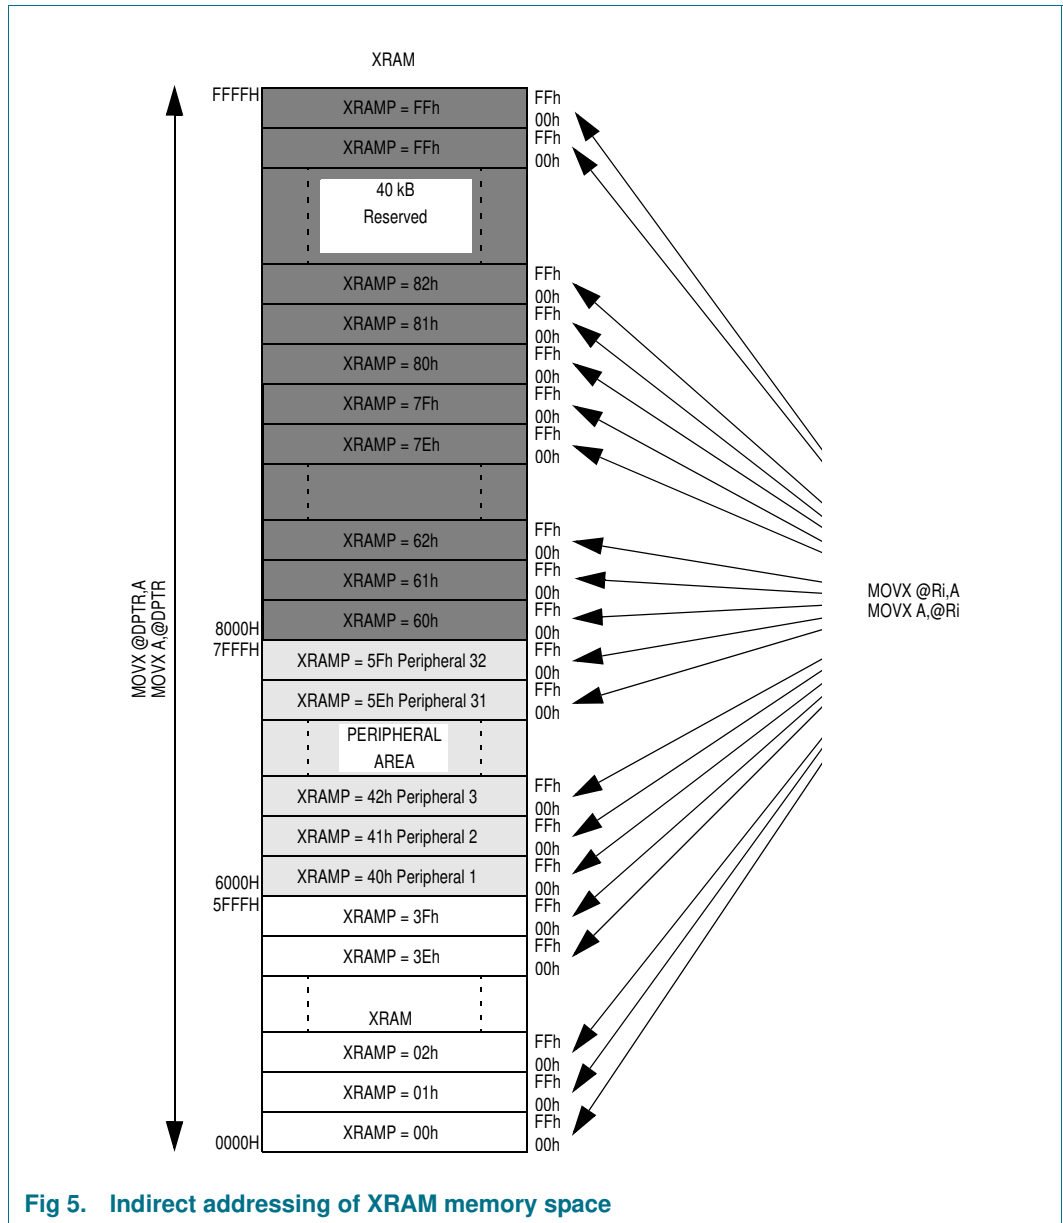 XRAM
FFFFH
XRAMP = FFh
FFh
00h
XRAMP = FFh
FFh
00h
40 kB
Reserved
XRAMP = 82h
FFh
00h
XRAMP = 81h
FFh
00h
XRAMP = 80h
FFh
00h
XRAMP = 7Fh
FFh
00h
XRAMP = 7Eh
FFh
00h
XRAMP = 62h
FFh
00h
XRAMP = 61h
FFh
00h
XRAMP = 60h
FFh
00h
8000H
7FFFH
XRAMP = 5Fh Peripheral 32
FFh
00h
XRAMP = 5Eh Peripheral 31
FFh
00h
PERIPHERAL
AREA
XRAMP = 42h Peripheral 3
FFh
00h
XRAMP = 41h Peripheral 2
FFh
00h
XRAMP = 40h Peripheral 1
FFh
00h
6000H
5FFFH
XRAMP = 3Fh
FFh
00h
XRAMP = 3Eh
FFh
00h
XRAM
XRAMP = 02h
FFh
00h
XRAMP = 01h
FFh
00h
XRAMP = 00h
FFh
00h
0000H
MOVX @DPTR,A
MOVX A,@DPTR
MOVX @Ri,A
MOVX A,@Ri
Fig 5. Indirect addressing of XRAM memory space